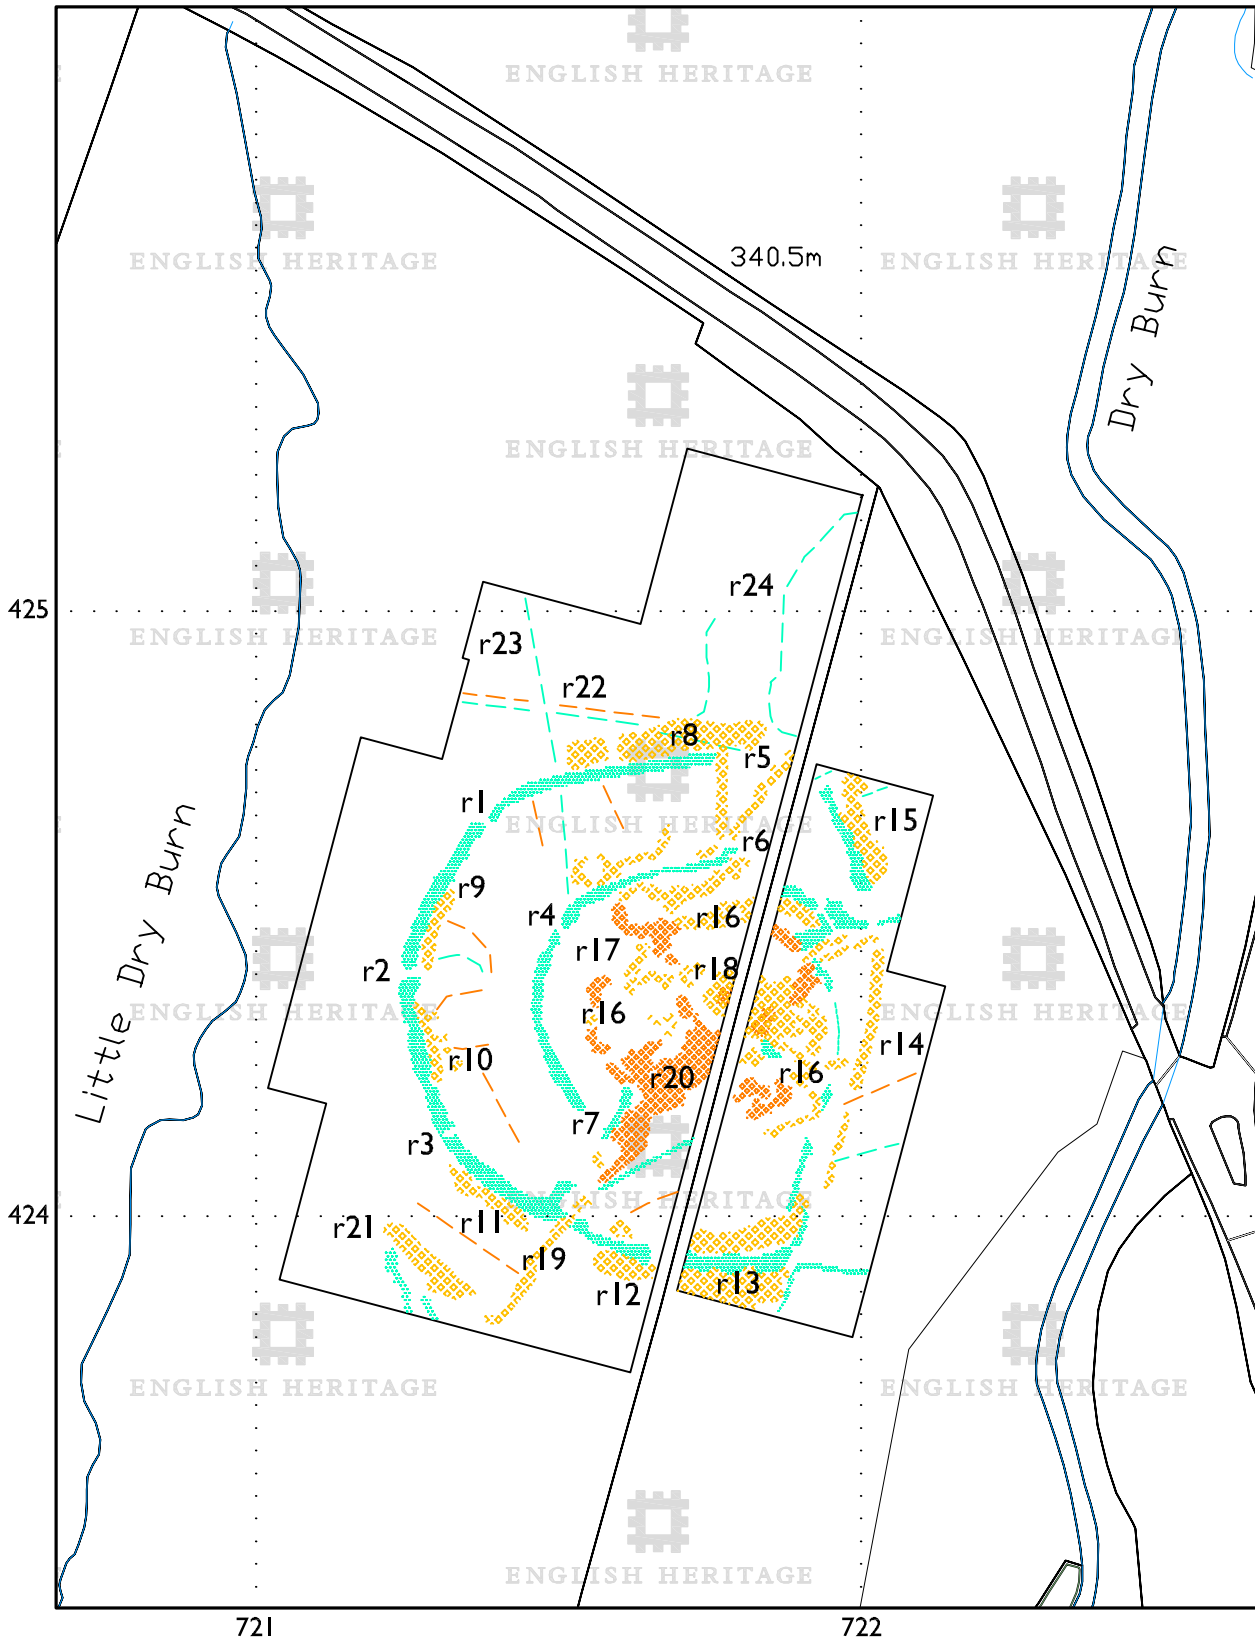 ENGLISH HERITAGE
ENGLISH HERITAGE
ENGLISH HERITAGE
340.5m
Dry Burn
ENGLISH HERITAGE
r24
425
ENGLISH HERITAGE
ENGLISH HERITAGE
r23
r22
r8
r5
r1
r15
ENGLISH HERITAGE
r6
r9
r4
r16
r17
r2
r18
Little Dry Burn
ENGLISH HERITAGE
ENGLISH HERITAGE
r16
r14
r10
r20
r16
r7
r3
ENGLISH HERITAGE
424
r21
r11
r19
r12
r13
ENGLISH HERITAGE
ENGLISH HERITAGE
ENGLISH HERITAGE
721
722